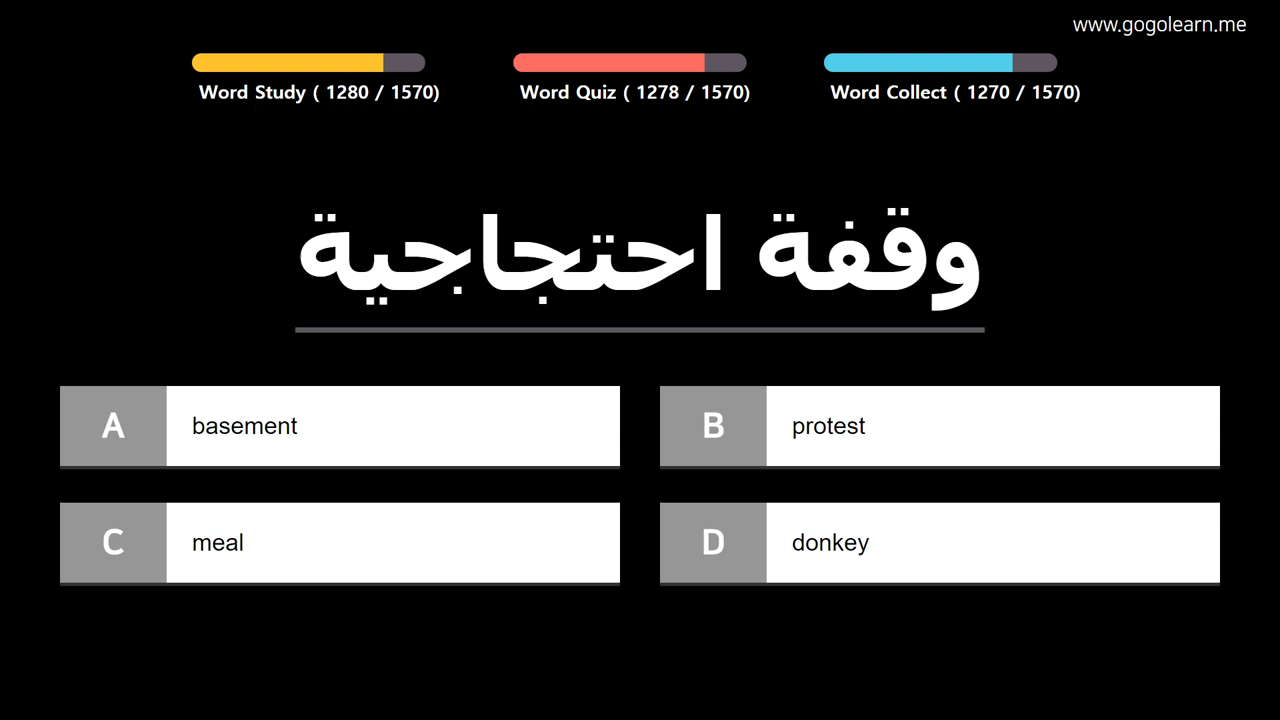 www.gogolearn.me
Word Study ( 1280 / 1570)
Word Quiz ( 1278 / 1570)
Word Collect ( 1270 / 1570)
وقفة احتجاجية
A basement
B protest
C meal
D donkey